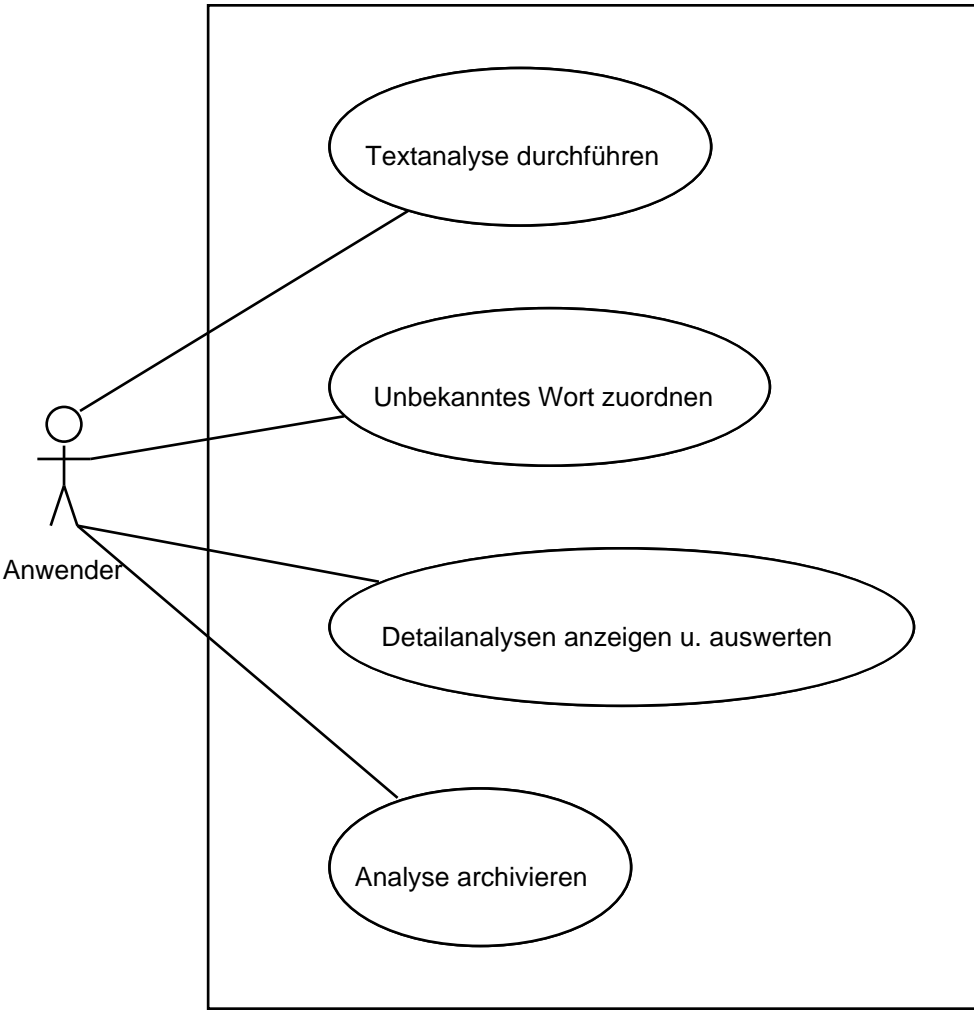 Textanalyse durchführen
Unbekanntes Wort zuordnen
Anwender
Detailanalysen anzeigen u. auswerten
Analyse archivieren